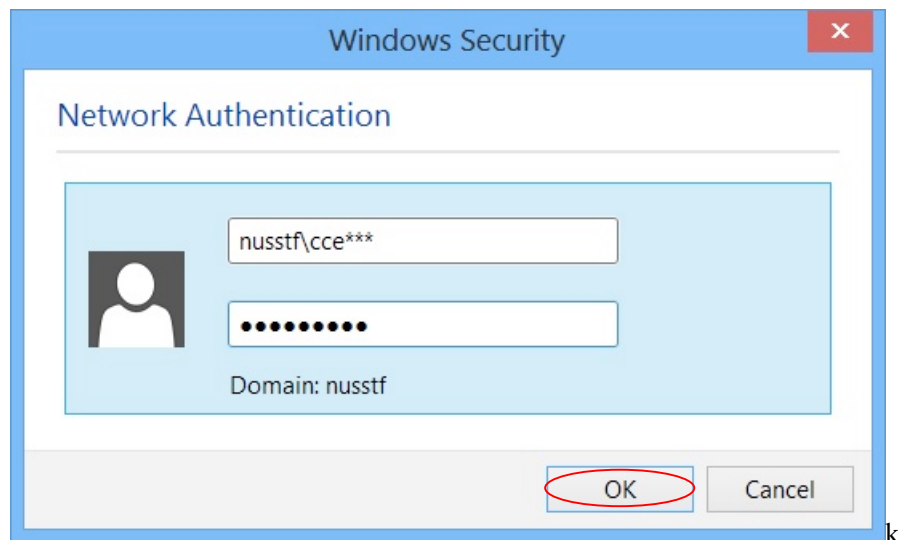 Windows Security
Network Authentication
nusstf\cce***
●●●●●●●●●
Domain: nusstf
OK Cancel
k